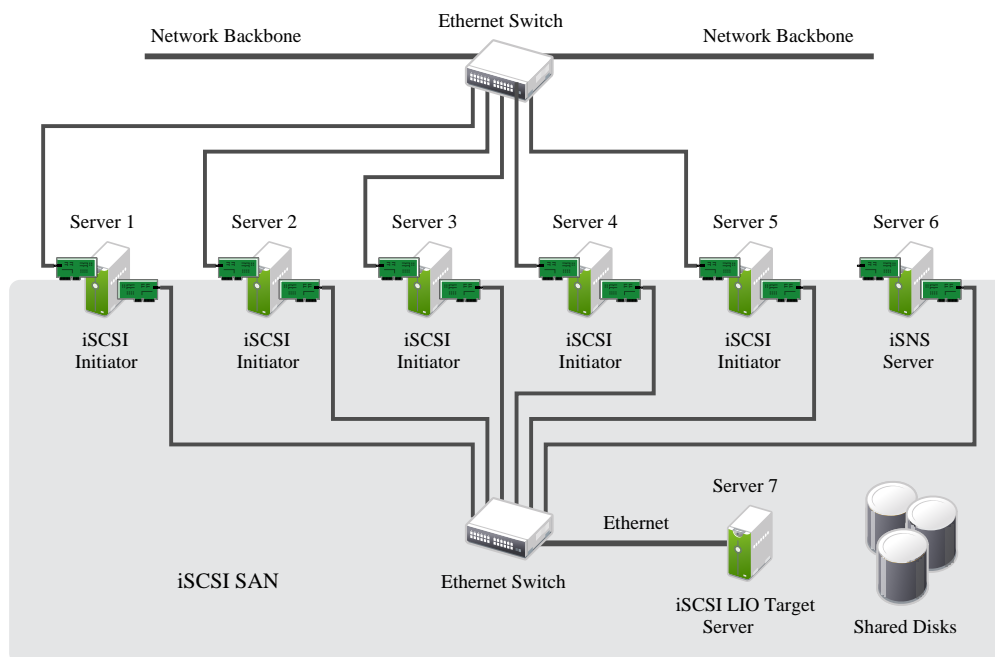 Ethernet Switch
Network Backbone
Network Backbone
Server 1
Server 2
Server 3
Server 4
Server 5
Server 6
iSCSI
Initiator
iSCSI
Initiator
iSCSI
Initiator
iSCSI
Initiator
iSCSI
Initiator
iSNS
Server
Server 7
Ethernet
Ethernet Switch
iSCSI SAN
iSCSI LIO Target
Server
Shared Disks